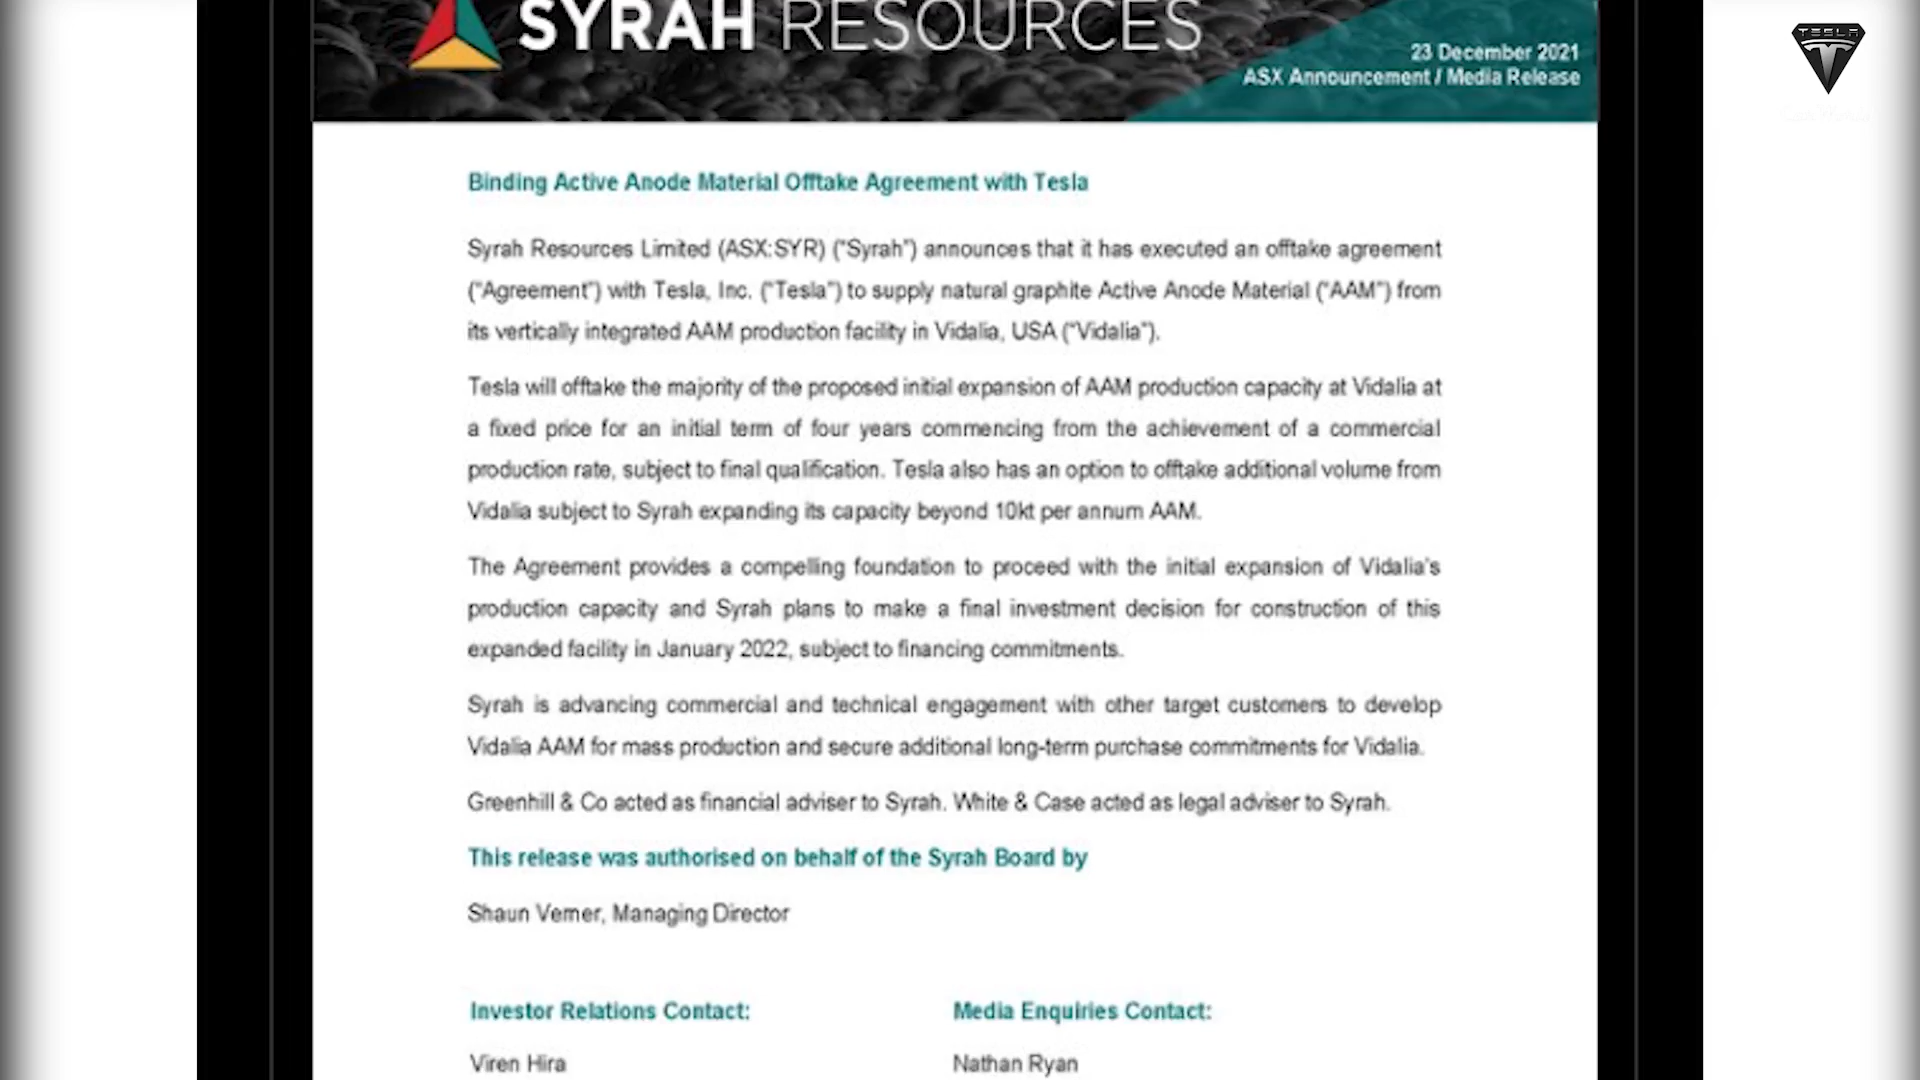 SYRAH RESOURCES
23 December 2021
ASX Announcement / Media Release
TESLA
Binding Active Anode Material Offtake Agreement with Tesla
Syrah Resources Limited (ASX:SYR) ("Syrah") announces that it has executed an offtake agreement
("Agreement") with Tesla, Inc. ("Tesla") to supply natural graphite Active Anode Material ("AAM") from
its vertically integrated AAM production facility in Vidalia, USA ("Vidalia").
Tesla will offtake the majority of the proposed initial expansion of AAM production capacity at Vidalia at
a fixed price for an initial term of four years commencing from the achievement of a commercial
production rate, subject to final qualification. Tesla also has an option to offtake additional volume from
Vidalia subject to Syrah expanding its capacity beyond 10kt per annum AAM.
The Agreement provides a compelling foundation to proceed with the initial expansion of Vidalia's
production capacity and Syrah plans to make a final investment decision for construction of this
expanded facility in January 2022, subject to financing commitments.
Syrah is advancing commercial and technical engagement with other target customers to develop
Vidalia AAM for mass production and secure additional long-term purchase commitments for Vidalia.
Greenhill & Co acted as financial adviser to Syrah. White & Case acted as legal adviser to Syrah.
This release was authorised on behalf of the Syrah Board by
Shaun Verner, Managing Director
Investor Relations Contact:
Media Enquiries Contact:
Viren Hira
Nathan Ryan